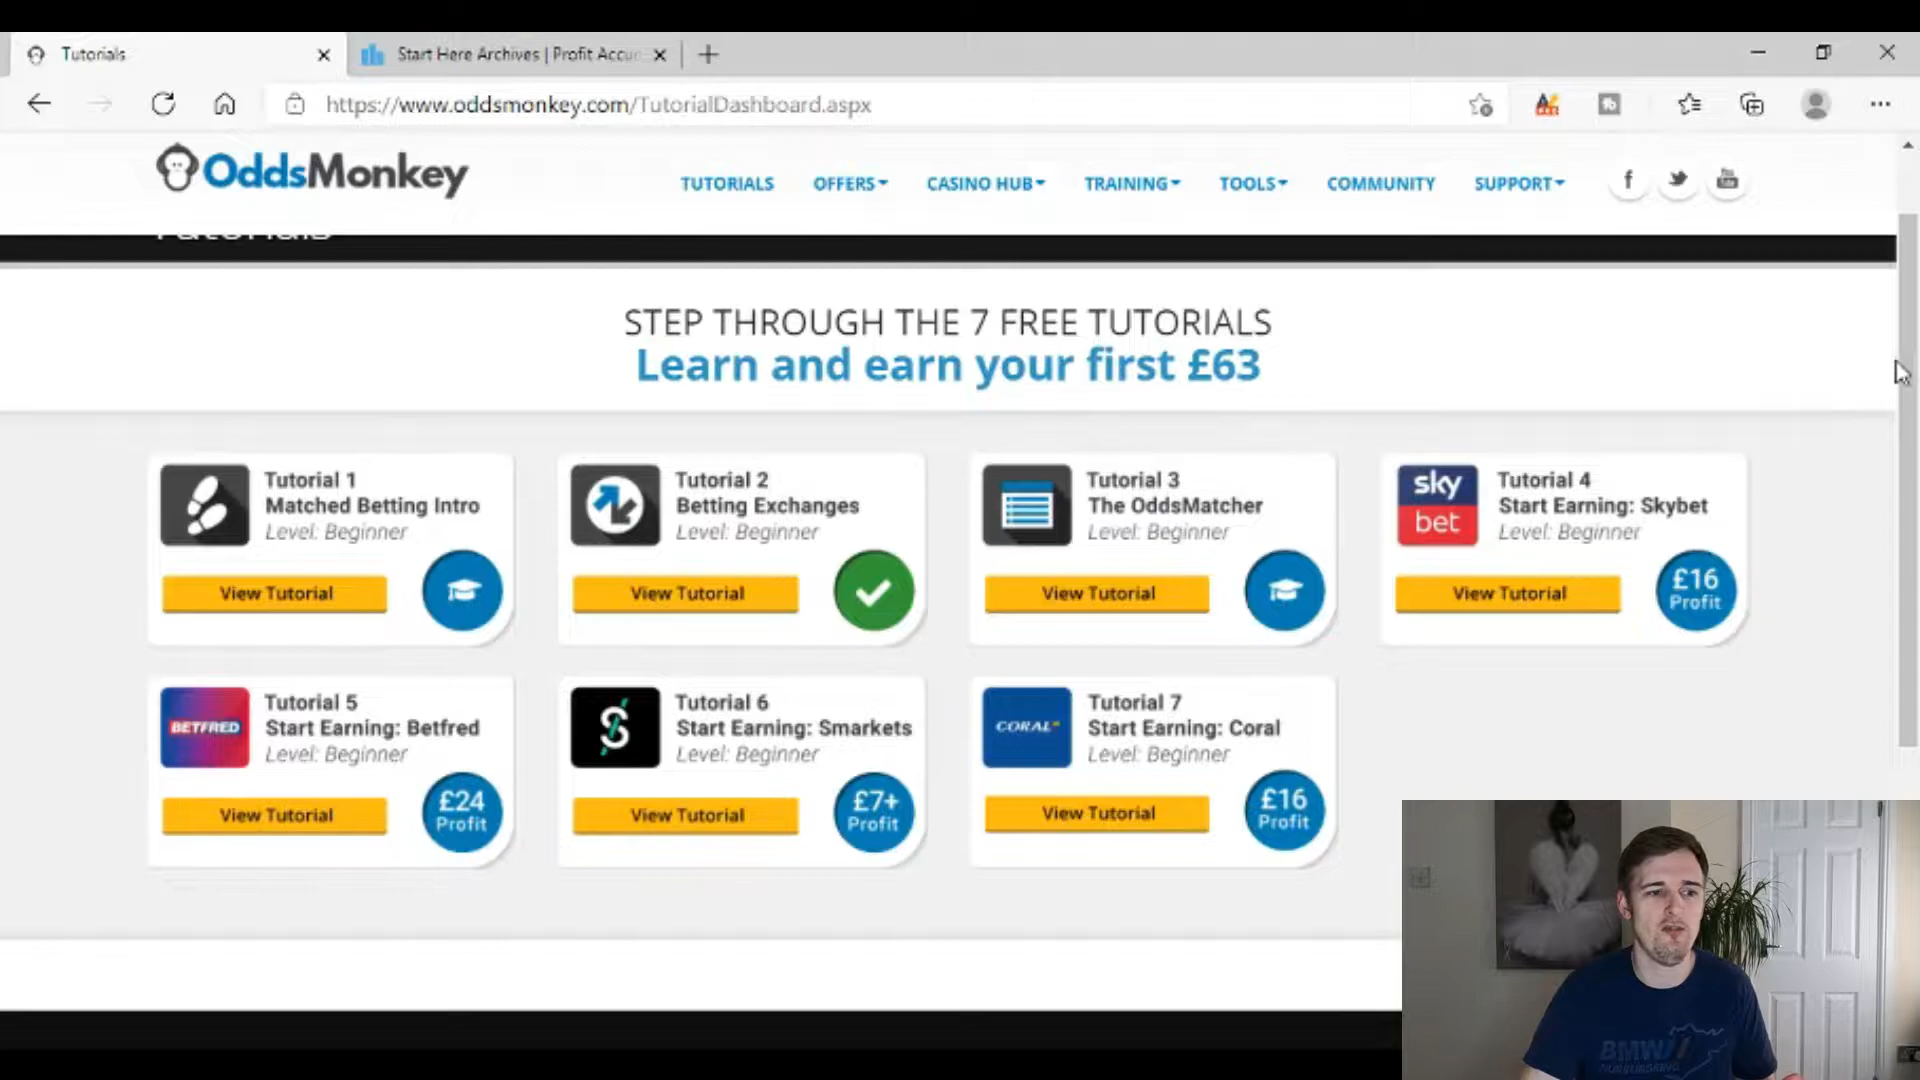 Tutorials
Start Here Archives | Profit Accu
https://www.oddsmonkey.com/TutorialDashboard.aspx
OddsMonkey
TUTORIALS
OFFERS
CASINO HUB
TRAINING
TOOLS
COMMUNITY
SUPPORT
Tutorials
STEP THROUGH THE 7 FREE TUTORIALS
Learn and earn your first £63
Tutorial 1
Matched Betting Intro
Level: Beginner
View Tutorial
Tutorial 2
Betting Exchanges
Level: Beginner
View Tutorial
Tutorial 3
The OddsMatcher
Level: Beginner
View Tutorial
sky
bet
Tutorial 4
Start Earning: Skybet
Level: Beginner
View Tutorial
£16
Profit
BETFRED
Tutorial 5
Start Earning: Betfred
Level: Beginner
View Tutorial
£24
Profit
Tutorial 6
Start Earning: Smarkets
Level: Beginner
View Tutorial
£7+
Profit
CORAL
Tutorial 7
Start Earning: Coral
Level: Beginner
View Tutorial
£16
Profit
BMW